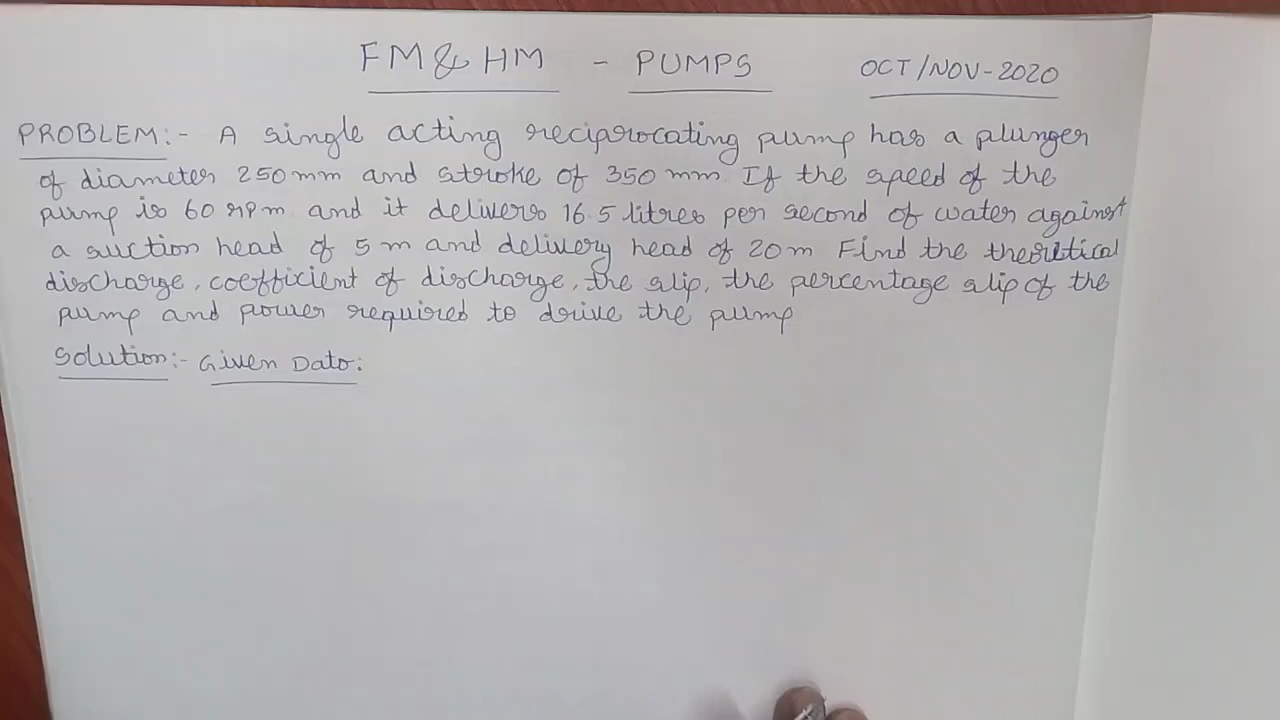 FM & HM - PUMPS OCT/NOV-2020
PROBLEM:- A single acting reciprocating pump has a plunger
of diameter 250mm and stroke of 350 mm If the speed of the
pump is 60 rpm and it delivers 16.5 litres per second of water against
a suction head of 5 m and delivery head of 20m Find the theoritical
discharge, coefficient of discharge, the slip, the percentage slip of the
pump and power required to drive the pump
Solution:- Given Data: